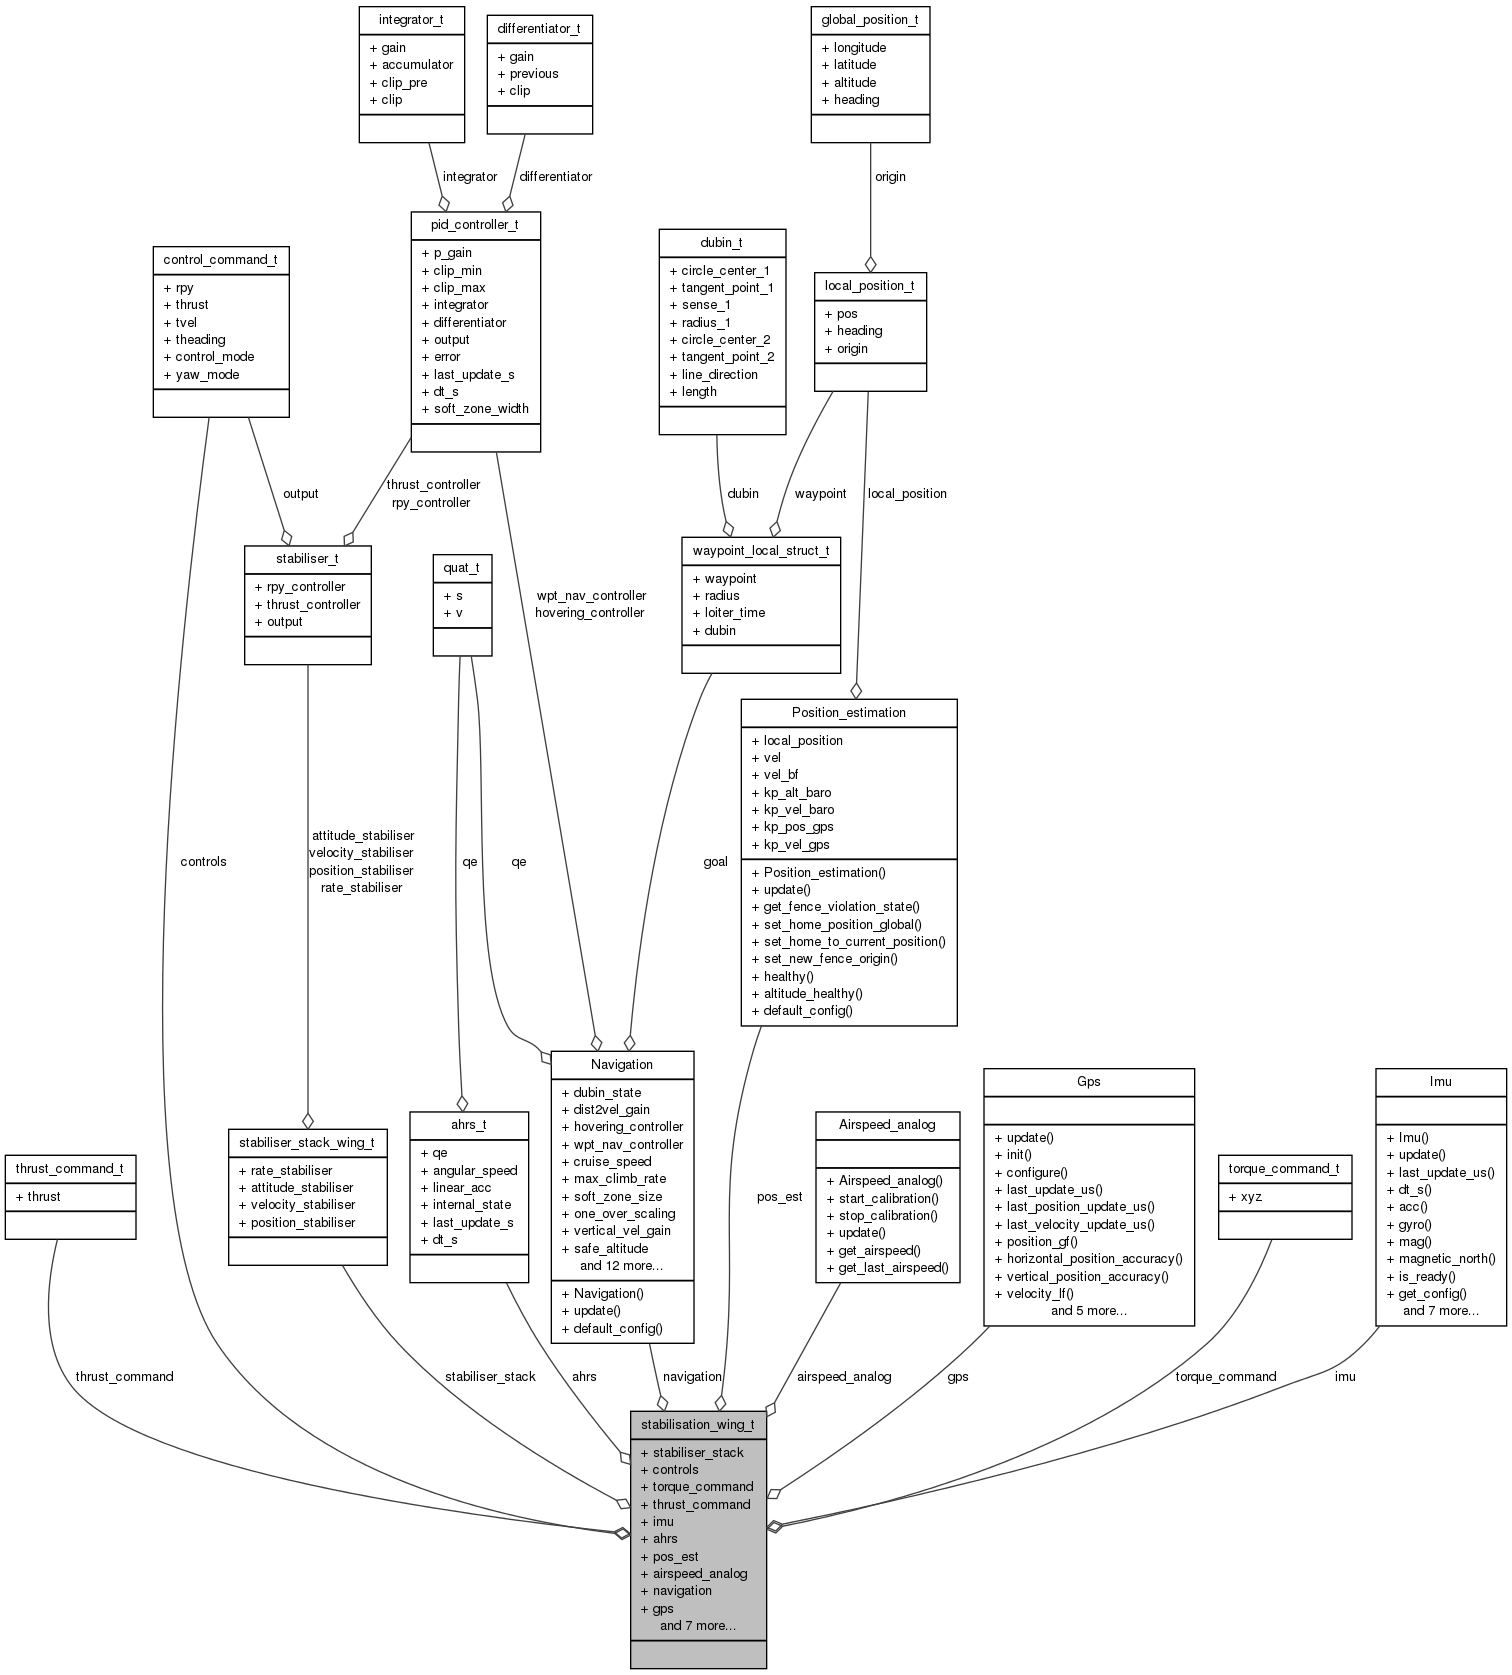 integrator_t
+ gain
+ accumulator
+ clip_pre
+ clip
differentiator_t
+ gain
+ previous
+ clip
global_position_t
+ longitude
+ latitude
+ altitude
+ heading
integrator
differentiator
origin
control_command_t
+ rpy
+ thrust
+ tvel
+ theading
+ control_mode
+ yaw_mode
pid_controller_t
+ p_gain
+ clip_min
+ clip_max
+ integrator
+ differentiator
+ output
+ error
+ last_update_s
+ dt_s
+ soft_zone_width
dubin_t
+ circle_center_1
+ tangent_point_1
+ sense_1
+ radius_1
+ circle_center_2
+ tangent_point_2
+ line_direction
+ length
local_position_t
+ pos
+ heading
+ origin
output
thrust_controller
rpy_controller
dubin
waypoint
local_position
stabiliser_t
+ rpy_controller
+ thrust_controller
+ output
quat_t
+ s
+ v
wpt_nav_controller
hovering_controller
waypoint_local_struct_t
+ waypoint
+ radius
+ loiter_time
+ dubin
Position_estimation
+ local_position
+ vel
+ vel_bf
+ kp_alt_baro
+ kp_vel_baro
+ kp_pos_gps
+ kp_vel_gps
+ Position_estimation()
+ update()
+ get_fence_violation_state()
+ set_home_position_global()
+ set_home_to_current_position()
+ set_new_fence_origin()
+ healthy()
+ altitude_healthy()
+ default_config()
controls
attitude_stabiliser
velocity_stabiliser
position_stabiliser
rate_stabiliser
qe
qe
goal
thrust_command_t
+ thrust
stabiliser_stack_wing_t
+ rate_stabiliser
+ attitude_stabiliser
+ velocity_stabiliser
+ position_stabiliser
ahrs_t
+ qe
+ angular_speed
+ linear_acc
+ internal_state
+ last_update_s
+ dt_s
Navigation
+ dubin_state
+ dist2vel_gain
+ hovering_controller
+ wpt_nav_controller
+ cruise_speed
+ max_climb_rate
+ soft_zone_size
+ one_over_scaling
+ vertical_vel_gain
+ safe_altitude
and 12 more...
+ Navigation()
+ update()
+ default_config()
pos_est
Airspeed_analog
+ Airspeed_analog()
+ start_calibration()
+ stop_calibration()
+ update()
+ get_airspeed()
+ get_last_airspeed()
Gps
+ update()
+ init()
+ configure()
+ last_update_us()
+ last_position_update_us()
+ last_velocity_update_us()
+ position_gf()
+ horizontal_position_accuracy()
+ vertical_position_accuracy()
+ velocity_lf()
and 5 more...
torque_command_t
+ xyz
Imu
+ Imu()
+ update()
+ last_update_us()
+ dt_s()
+ acc()
+ gyro()
+ mag()
+ magnetic_north()
+ is_ready()
+ get_config()
and 7 more...
thrust_command
stabiliser_stack
ahrs
navigation
airspeed_analog
gps
torque_command
imu
stabilisation_wing_t
+ stabiliser_stack
+ controls
+ torque_command
+ thrust_command
+ imu
+ ahrs
+ pos_est
+ airspeed_analog
+ navigation
+ gps
and 7 more...